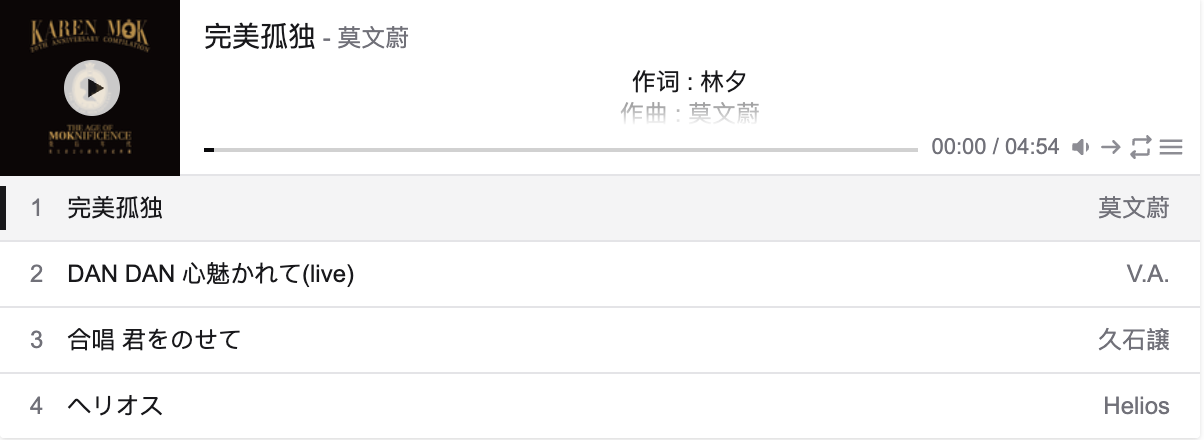 KAREN MOK
20TH ANNIVERSARY COMPILATION
THE AGE OF
MOKNIFICENCE
完美孤独 - 莫文蔚
作词 : 林夕
作曲 : 莫文蔚
00:00 / 04:54
1 完美孤独 莫文蔚
2 DAN DAN 心魅かれて(live) V.A.
3 合唱 君をのせて 久石譲
4 ヘリオス Helios